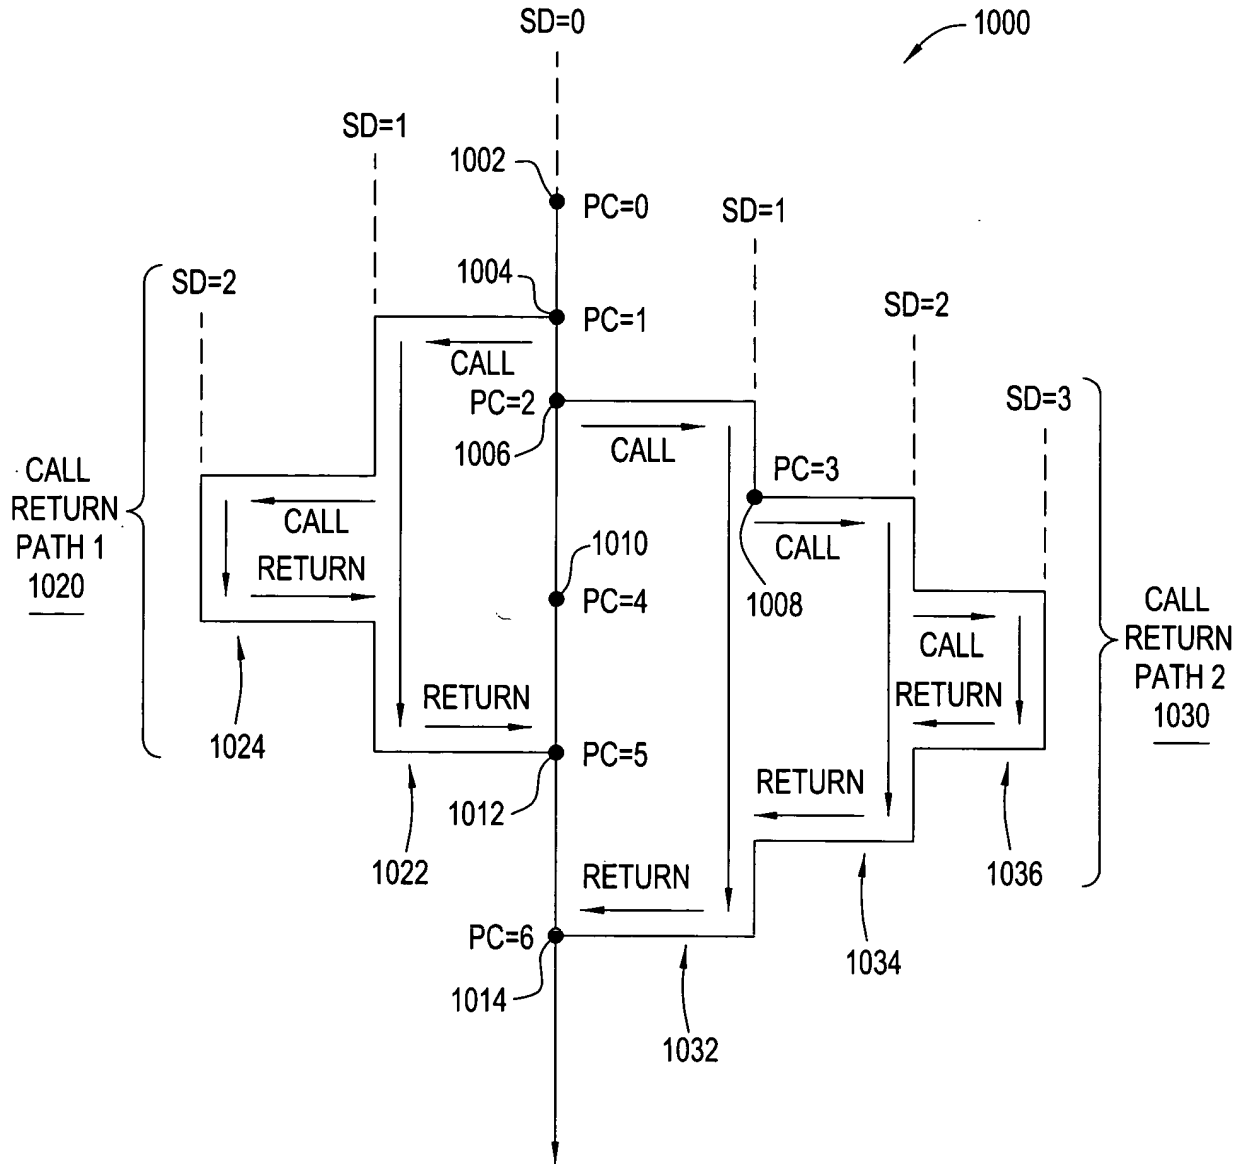 SD=0
1000
SD=1
1002
PC=0
SD=1
1004
SD=2
PC=1
SD=2
CALL
PC=2
SD=3
1006
CALL
PC=3
CALL
RETURN
PATH 1
1020
CALL
CALL
RETURN
1010
PC=4
1008
CALL
RETURN
CALL
RETURN
PATH 2
1030
RETURN
1024
PC=5
RETURN
1012
1022
RETURN
1036
PC=6
1034
1014
1032